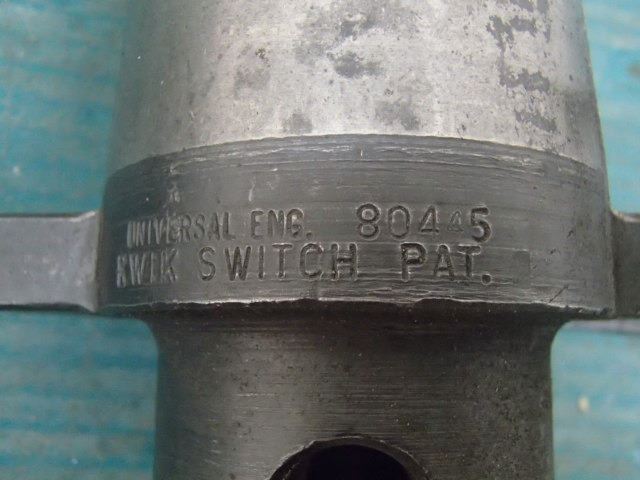 UNIVERSAL ENG. 80445
KWIK SWITCH PAT.